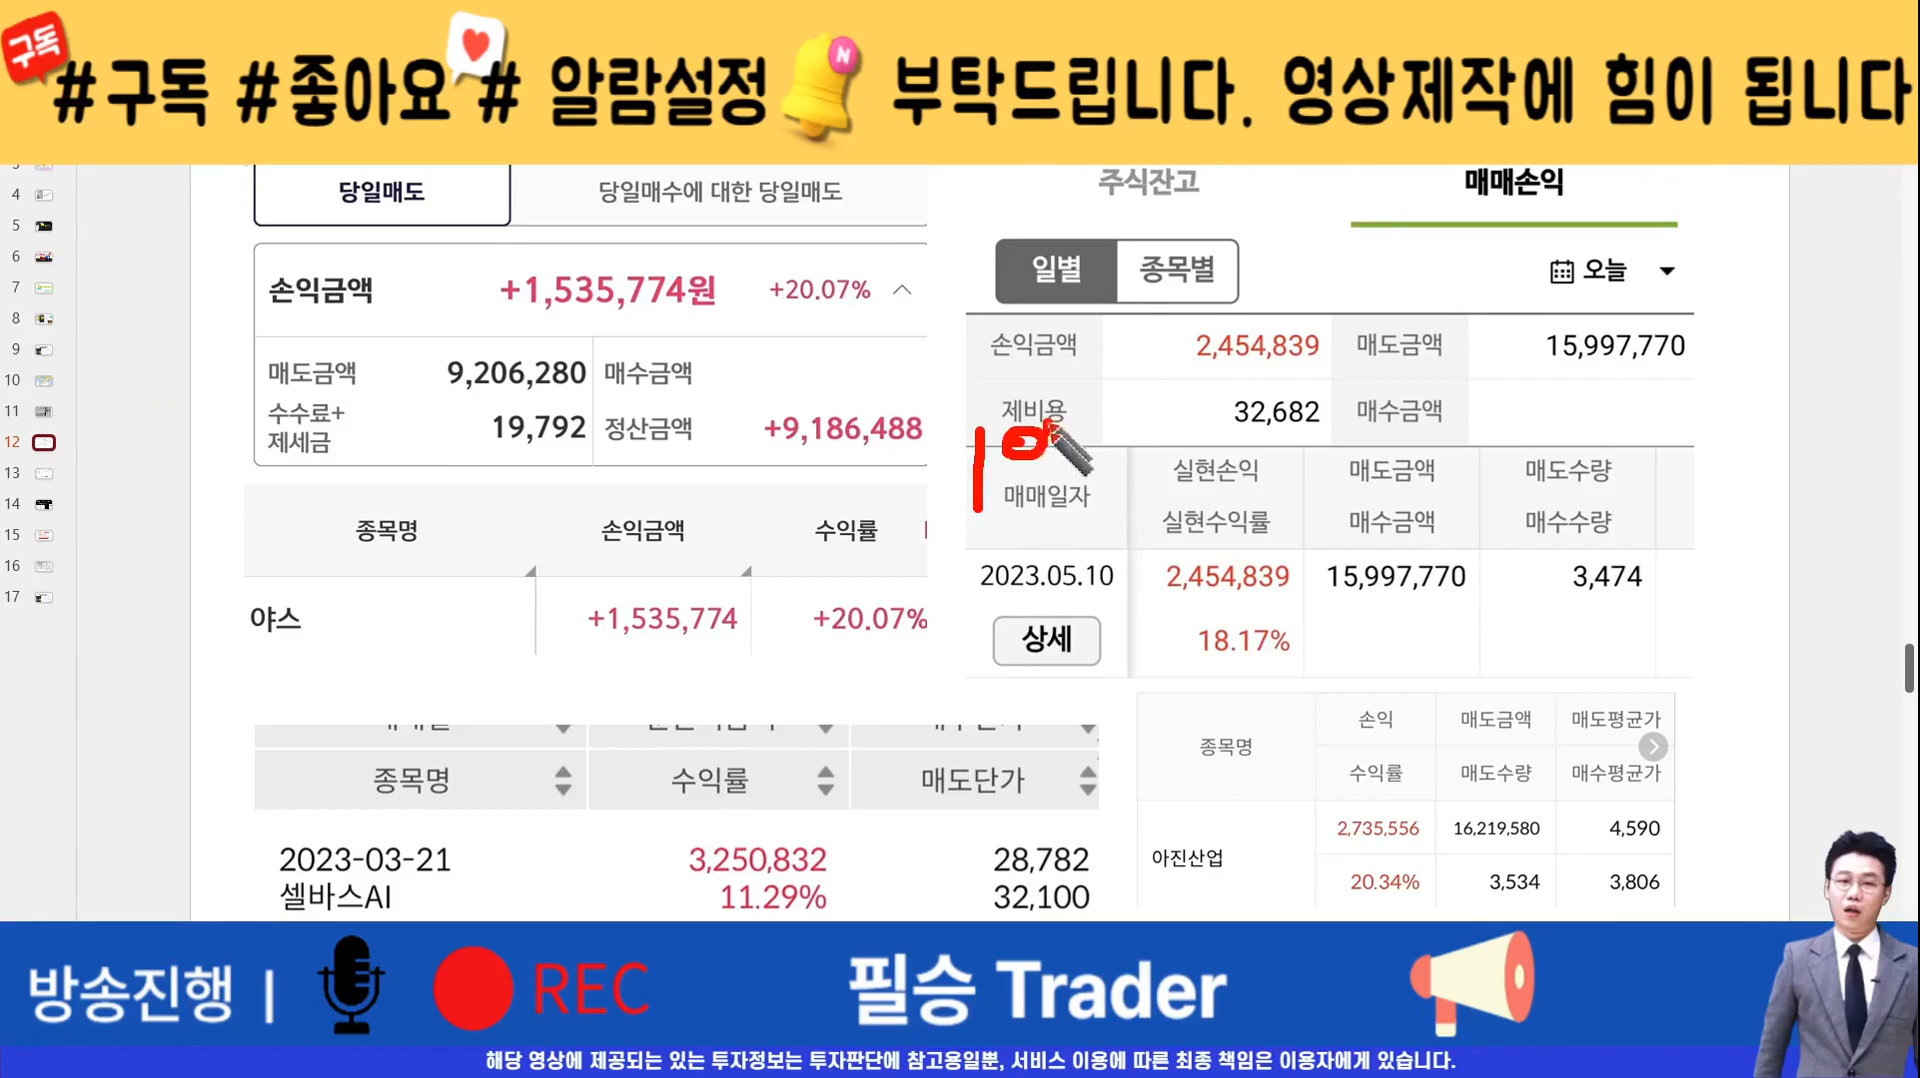 구독
#구독 #좋아요 # 알람설정 N 부탁드립니다. 영상제작에 힘이 됩니다
4
5
6
7
8
9
10
11
12
13
14
15
16
17
당일매도
당일매수에 대한 당일매도
손익금액 +1,535,774원 +20.07%
매도금액 9,206,280 매수금액
수수료+
제세금 19,792 정산금액 +9,186,488
종목명 손익금액 수익률
야스 +1,535,774 +20.07%
주식잔고 매매손익
일별 종목별 오늘
손익금액 2,454,839 매도금액 15,997,770
제비용 32,682 매수금액
10
매매일자
실현손익 매도금액 매도수량
실현수익률 매수금액 매수수량
2023.05.10 2,454,839 15,997,770 3,474
상세 18.17%
종목명 수익률 매도단가
2023-03-21 3,250,832 28,782
셀바스AI 11.29% 32,100
종목명
손익 매도금액 매도평균가
수익률 매도수량 매수평균가
아진산업
2,735,556 16,219,580 4,590
20.34% 3,534 3,806
방송진행 | REC 필승 Trader
해당 영상에 제공되는 있는 투자정보는 투자판단에 참고용일뿐, 서비스 이용에 따른 최종 책임은 이용자에게 있습니다.